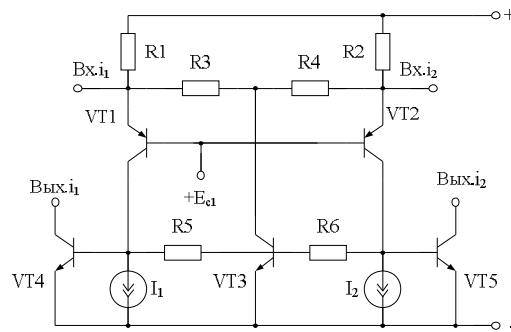 +
R1
R2
Вх.i₁
R3
R4
Вх.i₂
VT1
VT2
Вых.i₁
+Ec1
Вых.i₂
R5
R6
VT4
I₁
VT3
I₂
VT5
-